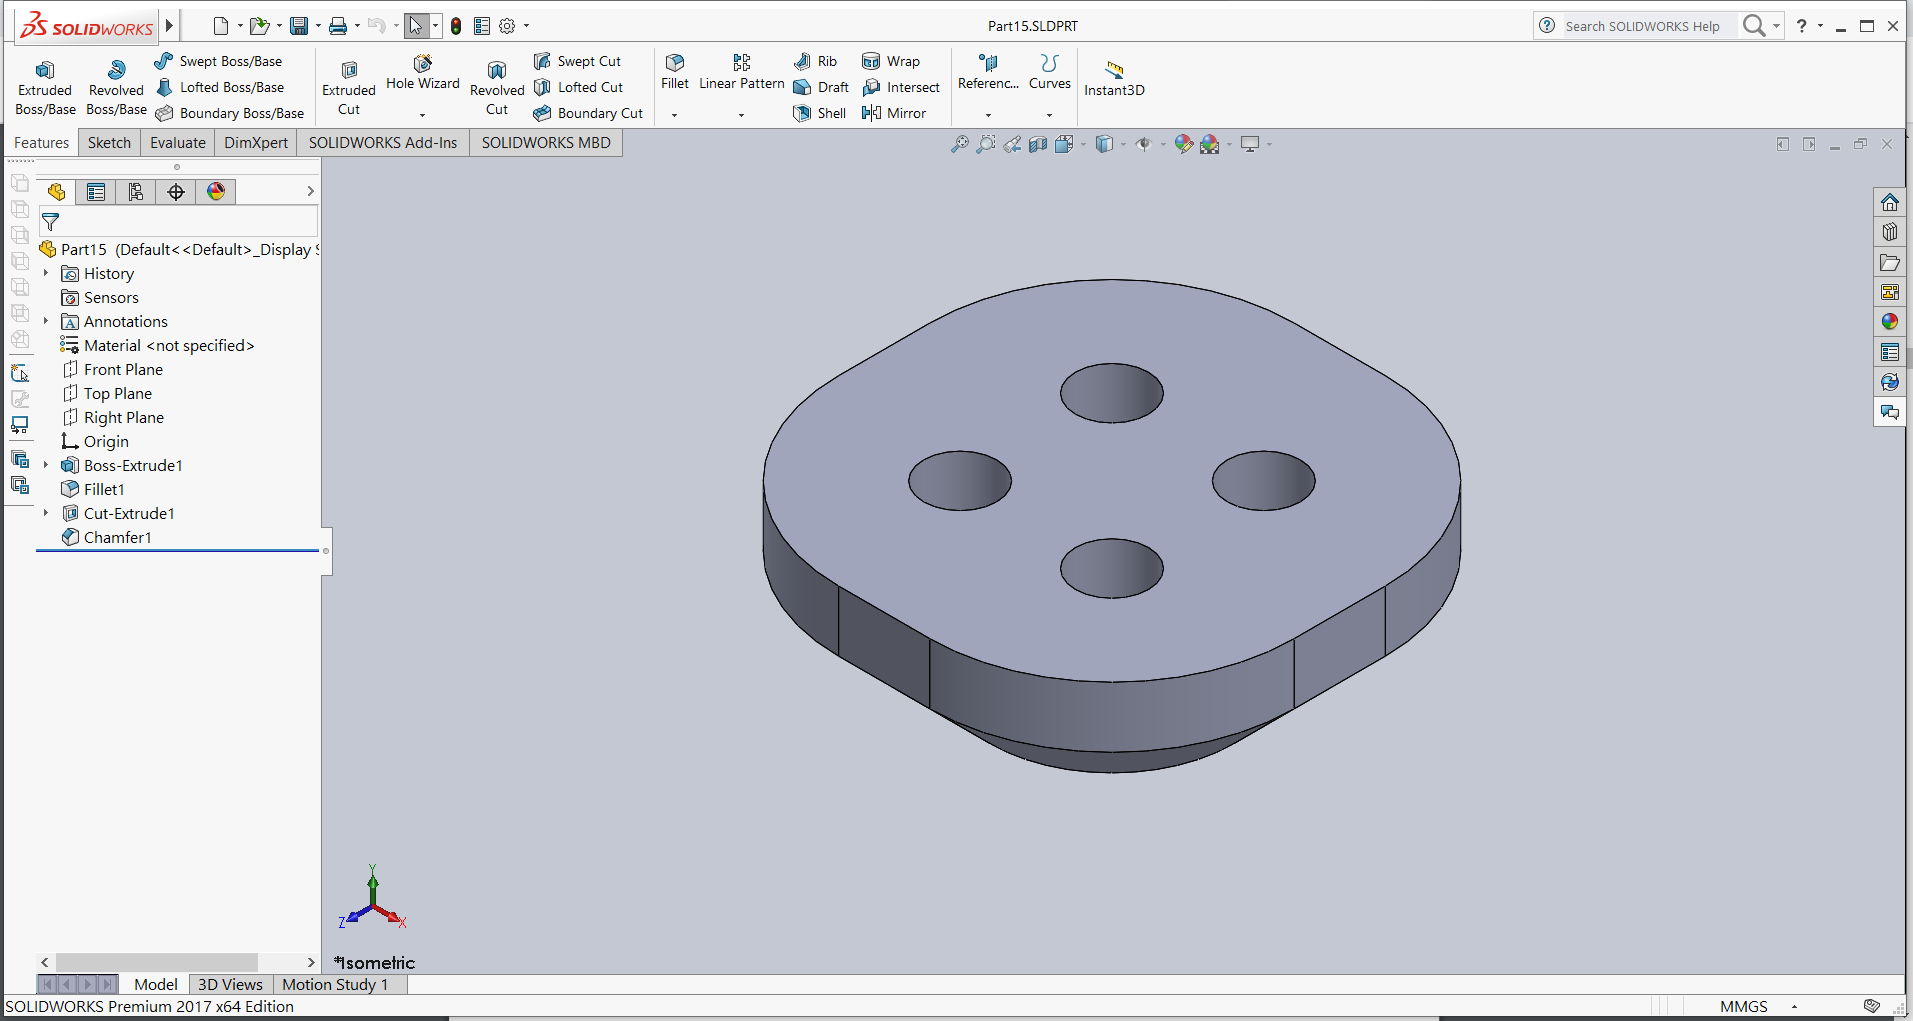 SOLIDWORKS
Part15.SLDPRT
Search SOLIDWORKS Help
?
Extruded Boss/Base
Revolved Boss/Base
Swept Boss/Base
Lofted Boss/Base
Boundary Boss/Base
Extruded Cut
Hole Wizard
Revolved Cut
Swept Cut
Lofted Cut
Boundary Cut
Fillet
Linear Pattern
Rib
Draft
Shell
Wrap
Intersect
Mirror
Referenc...
Curves
Instant3D
Features
Sketch
Evaluate
DimXpert
SOLIDWORKS Add-Ins
SOLIDWORKS MBD
Part15 (Default<<Default>_Display S
History
Sensors
Annotations
Material <not specified>
Front Plane
Top Plane
Right Plane
Origin
Boss-Extrude1
Fillet1
Cut-Extrude1
Chamfer1
Y
Z
X
*Isometric
Model
3D Views
Motion Study 1
SOLIDWORKS Premium 2017 x64 Edition
MMGS